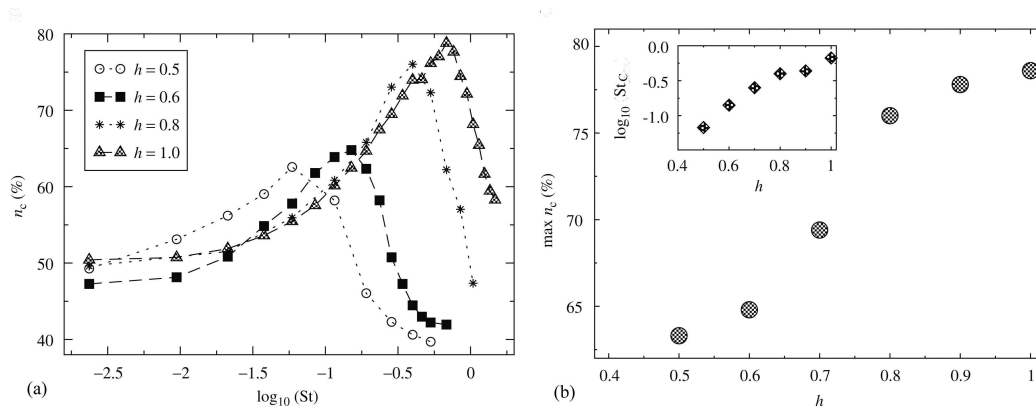 80
70
60
50
40
n_c (%)
h = 0.5
h = 0.6
h = 0.8
h = 1.0
−2.5 −2 −1.5 −1 −0.5 0
(a)
log₁₀ (St)
80
75
70
65
max n_c (%)
0.0
-0.5
-1.0
log₁₀ (St_C
0.4 0.6 0.8 1
h
0.4 0.5 0.6 0.7 0.8 0.9 1
(b)
h